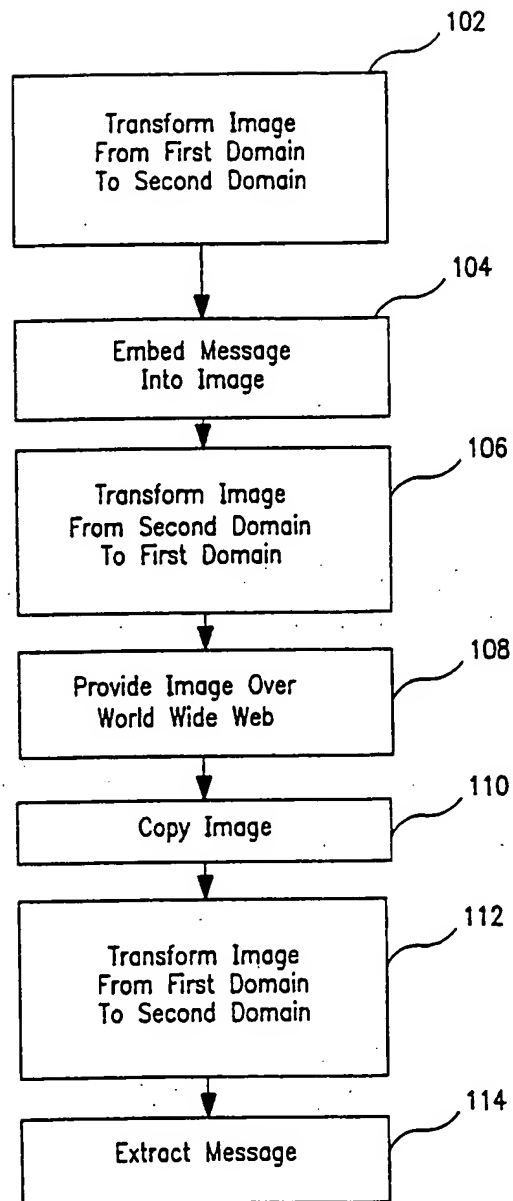 102
Transform Image
From First Domain
To Second Domain
104
Embed Message
Into Image
106
Transform Image
From Second Domain
To First Domain
108
Provide Image Over
World Wide Web
110
Copy Image
112
Transform Image
From First Domain
To Second Domain
114
Extract Message